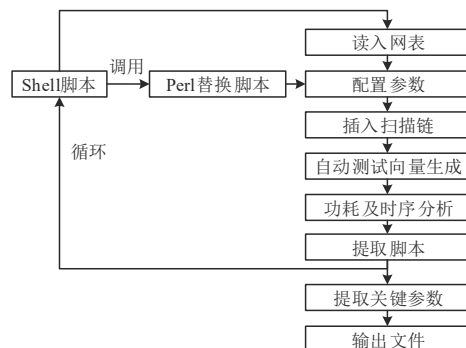 读入网表
调用
Shell脚本
Perl替换脚本
配置参数
插入扫描链
循环
自动测试向量生成
功耗及时序分析
提取脚本
提取关键参数
输出文件